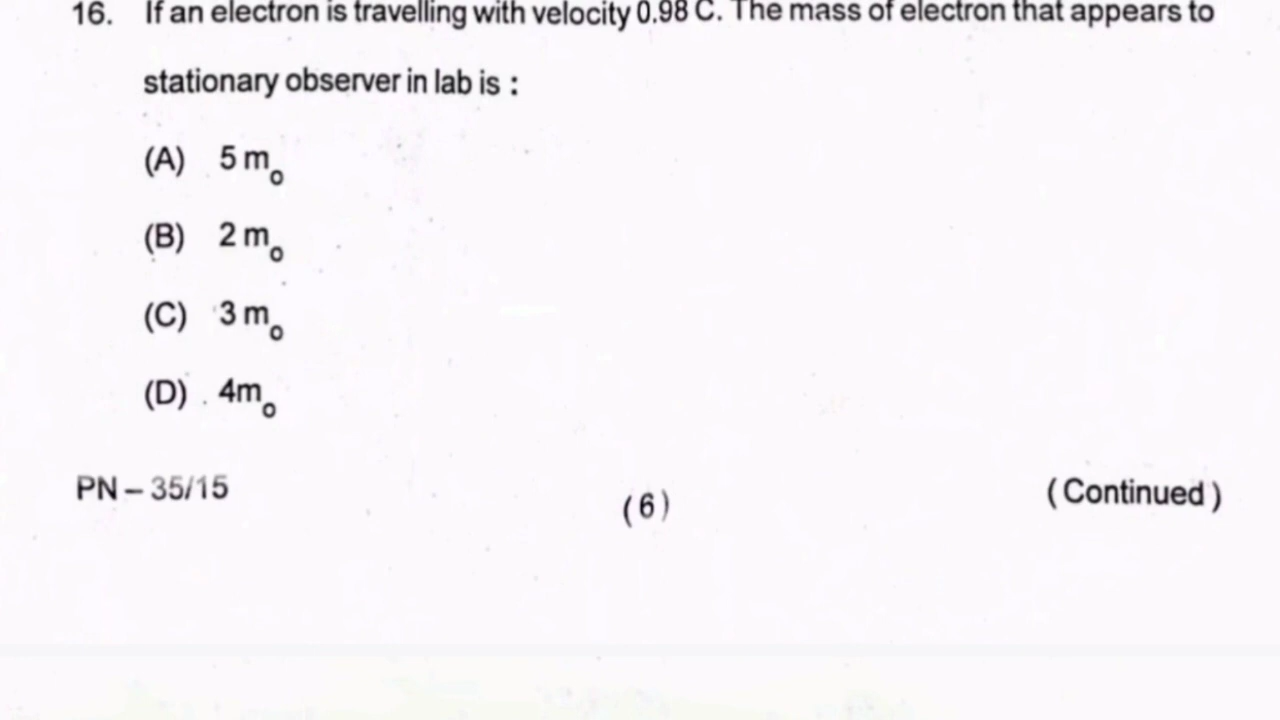 16. If an electron is travelling with velocity 0.98 C. The mass of electron that appears to
stationary observer in lab is :
(A) 5 m₀
(B) 2 m₀
(C) 3 m₀
(D) 4m₀
PN – 35/15
( 6 )
( Continued )